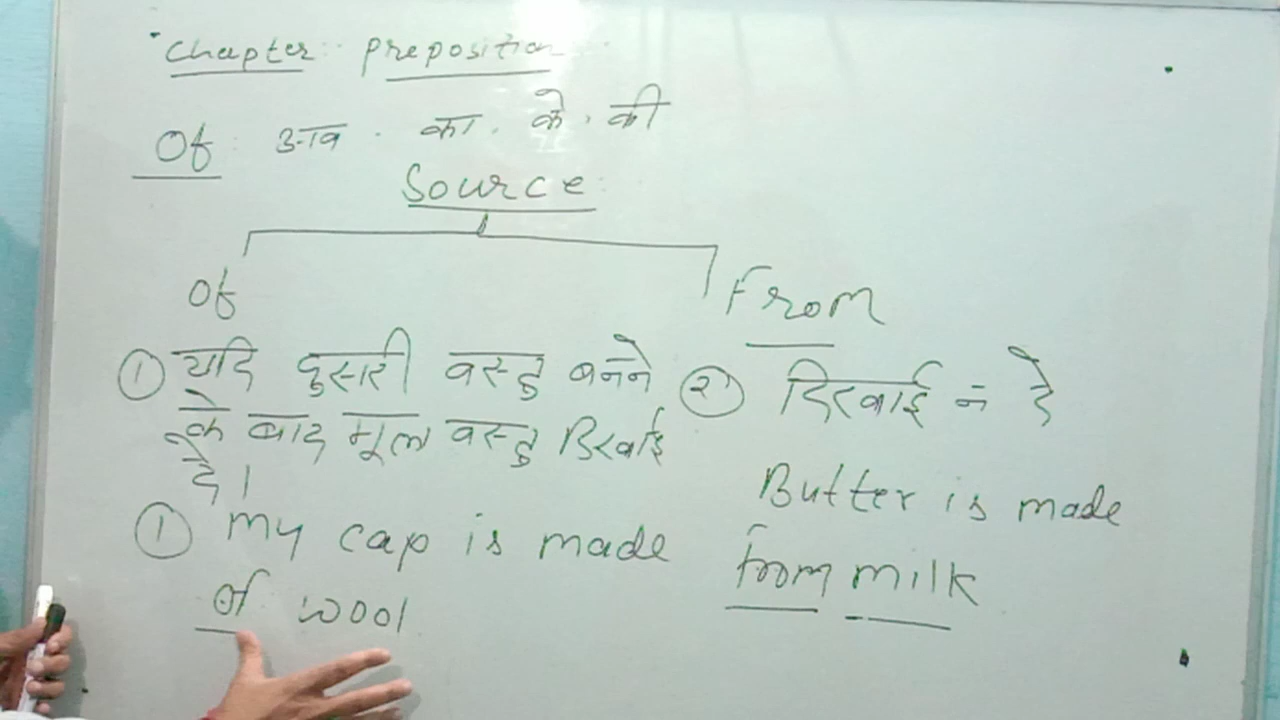 Chapter: Preposition
Of: आव . का . के . की
Source
Of
From
① यदि दुसरी वस्तु बनने
के बाद मूल वस्तु दिखाई
दे।
② दिखाई न दे
① my cap is made
of wool
Butter is made
from milk